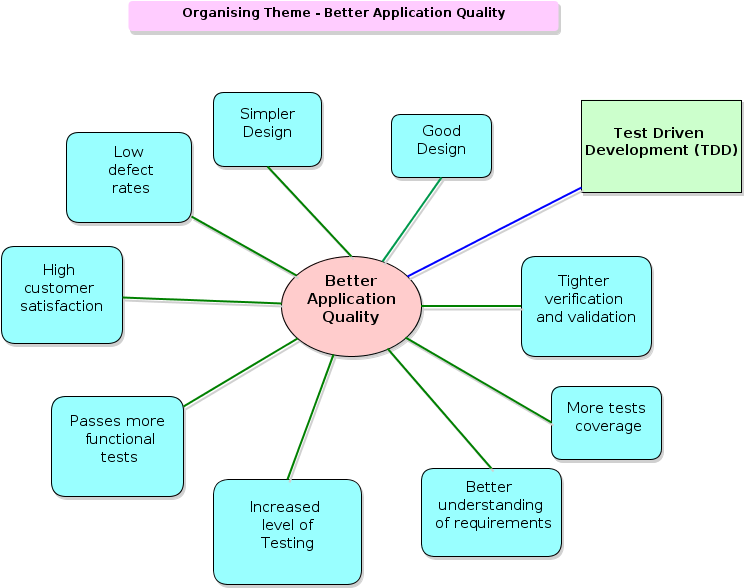 Organising Theme - Better Application Quality
Simpler
Design
Good
Design
Test Driven
Development (TDD)
Low
defect
rates
High
customer
satisfaction
Better
Application
Quality
Tighter
verification
and validation
Passes more
functional
tests
More tests
coverage
Increased
level of
Testing
Better
understanding
of requirements